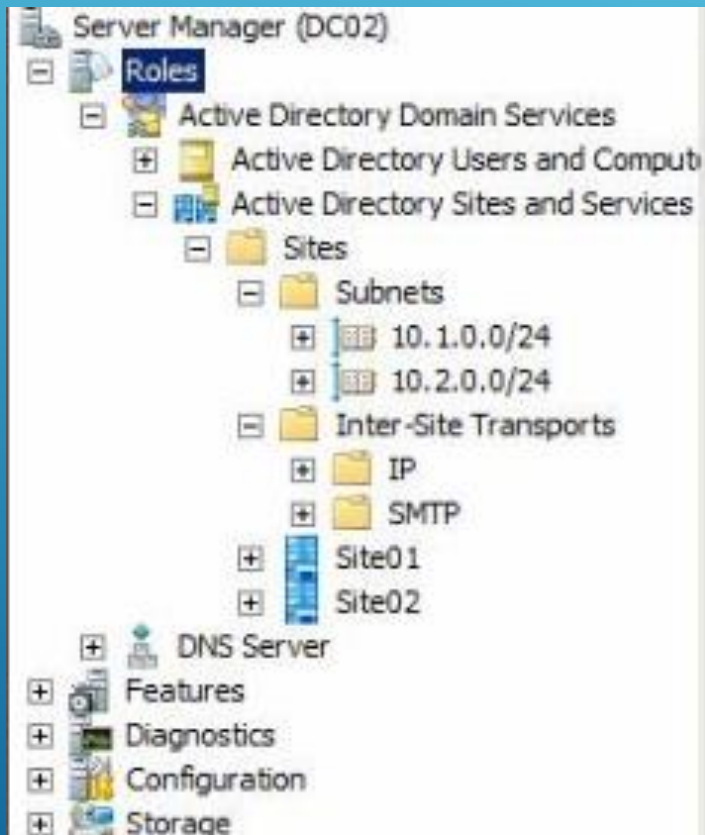 Server Manager (DC02)
Roles
Active Directory Domain Services
Active Directory Users and Comput
Active Directory Sites and Services
Sites
Subnets
10.1.0.0/24
10.2.0.0/24
Inter-Site Transports
IP
SMTP
Site01
Site02
DNS Server
Features
Diagnostics
Configuration
Storage